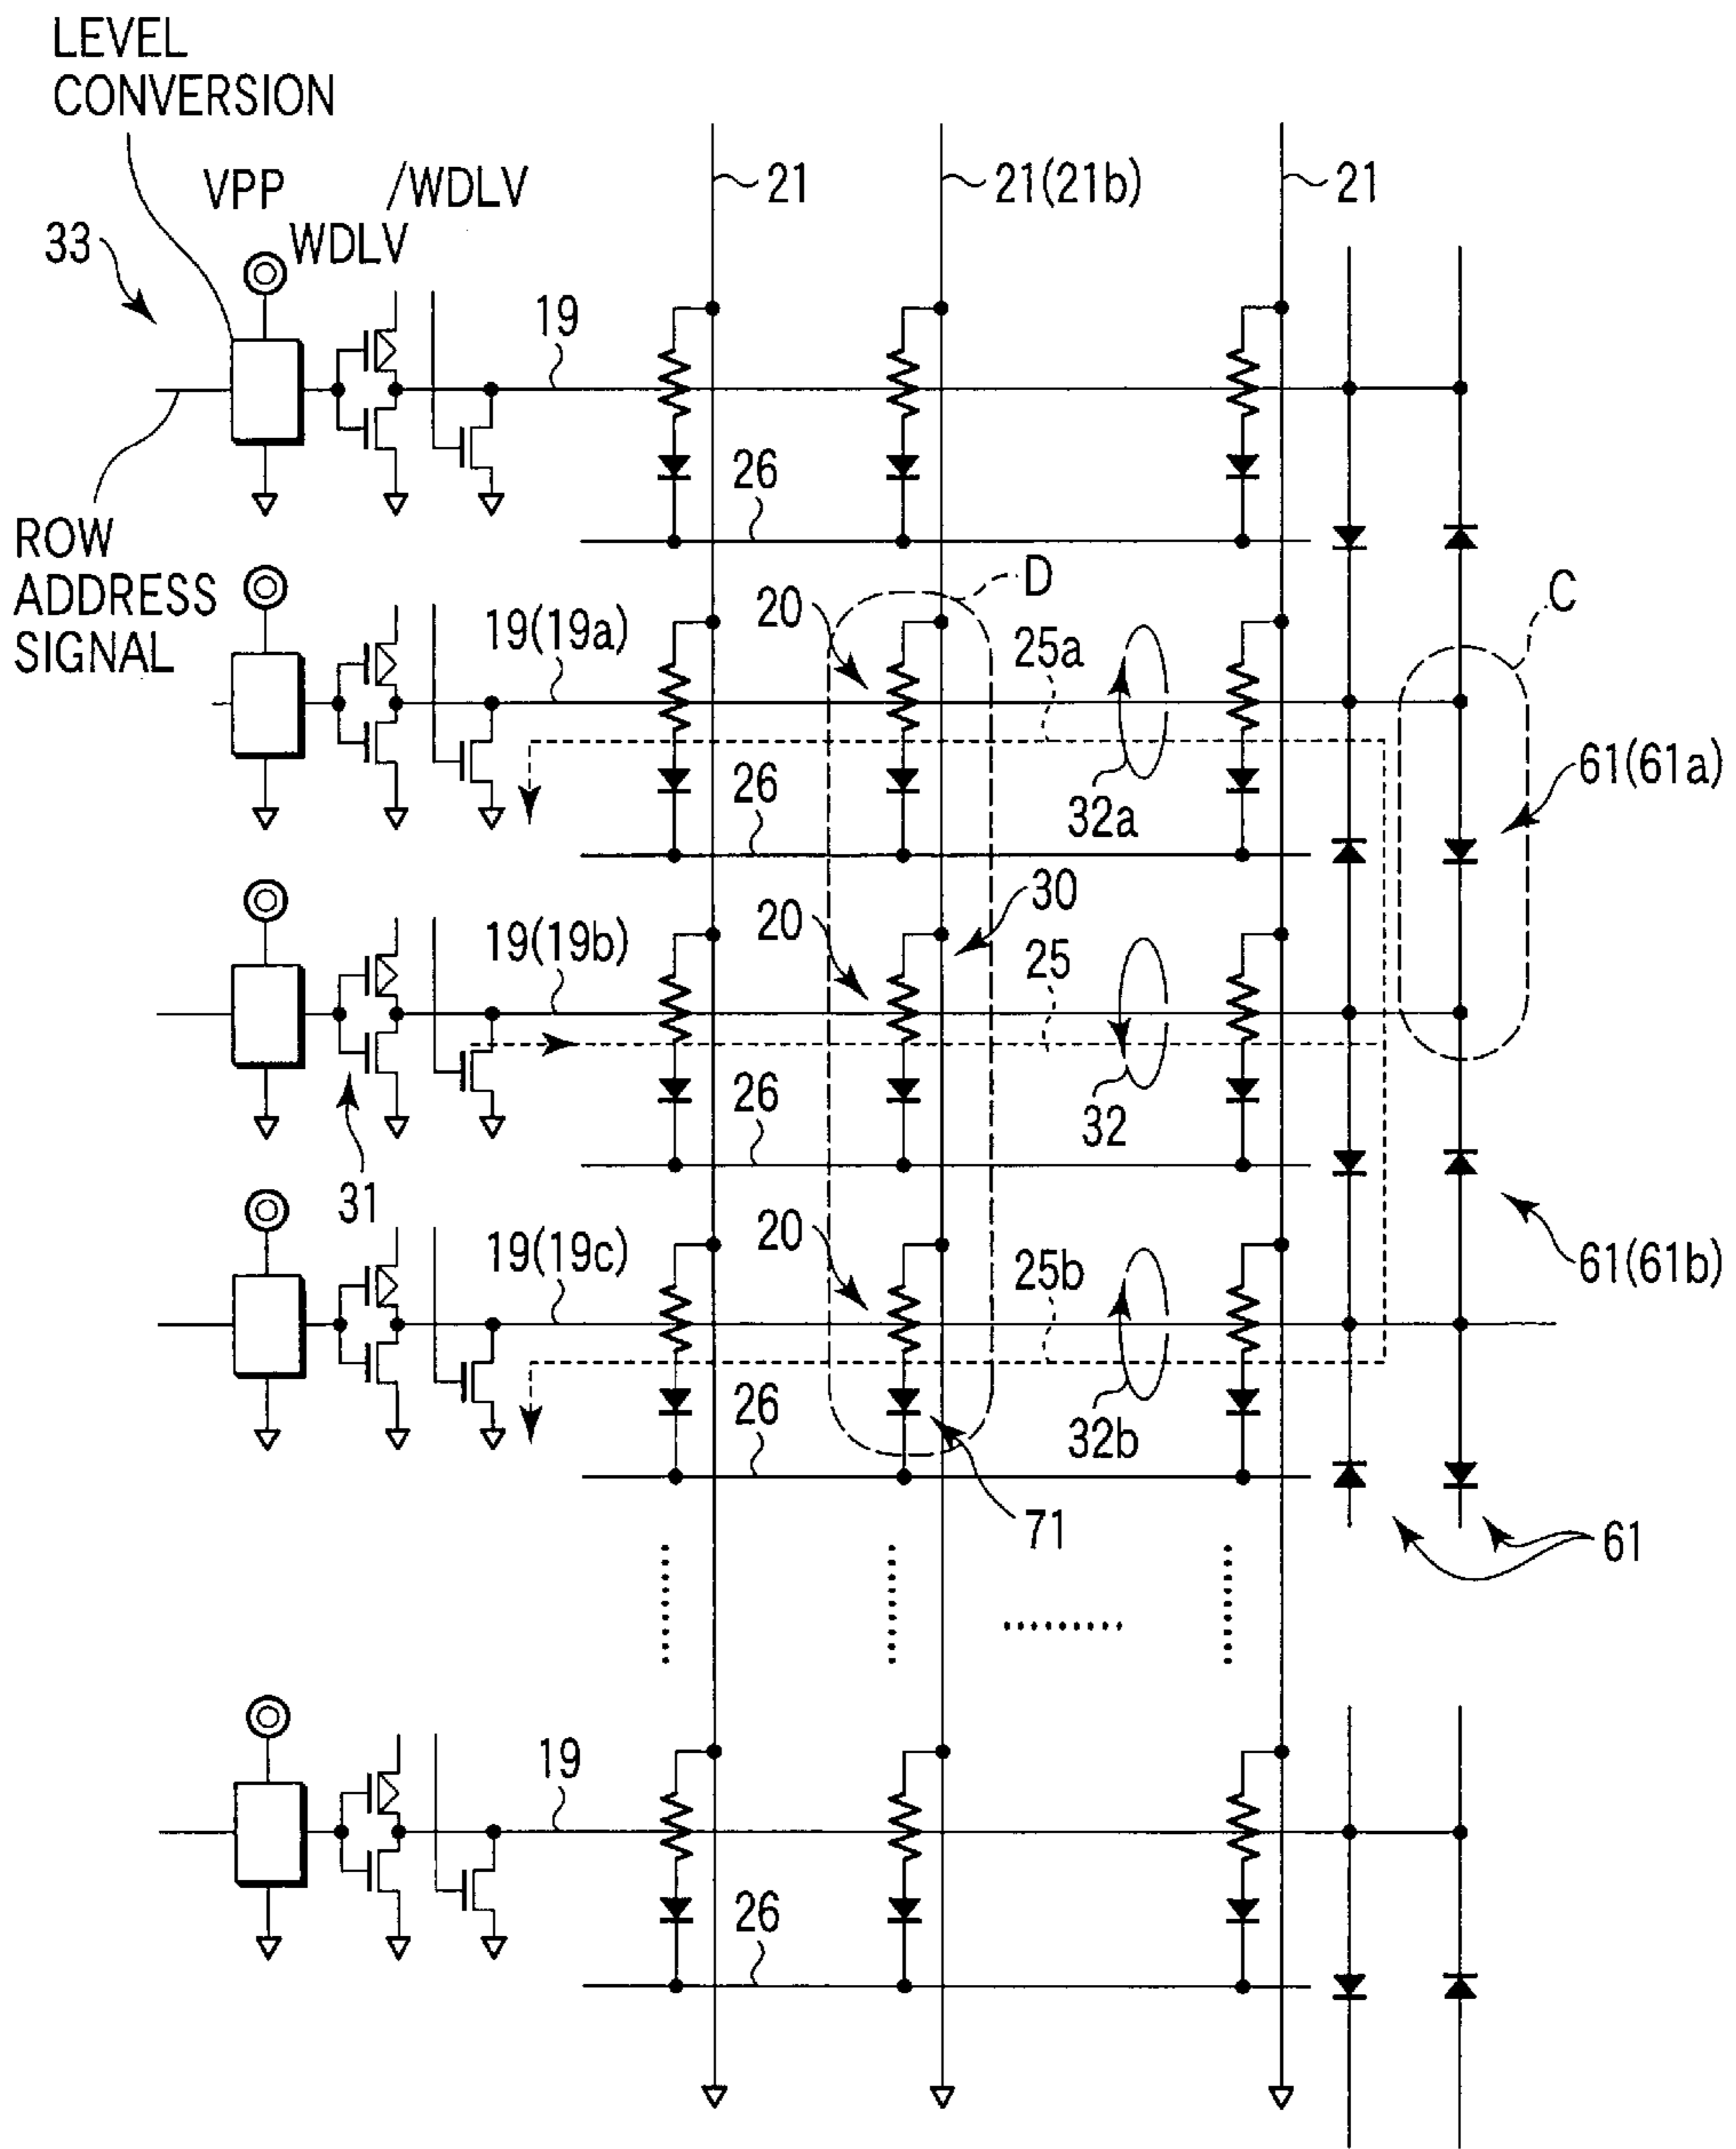 LEVEL
CONVERSION
VPP
/WDLV
WDLV
33
21
21(21b)
21
19
26
ROW
ADDRESS
SIGNAL
D
C
20
19(19a)
25a
61(61a)
26
32a
30
20
19(19b)
25
26
32
31
20
19(19c)
25b
61(61b)
26
32b
71
61
19
26